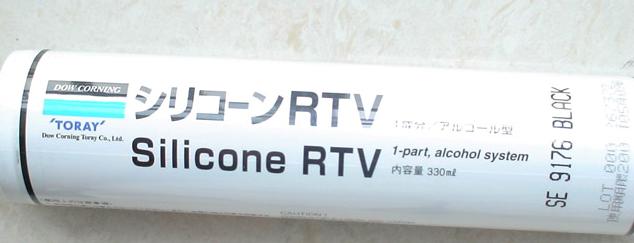 DOW CORNING
'TORAY'
Dow Corning Toray Co., Ltd.
シリコーンRTV
1成分/アルコール型
Silicone RTV
1-part, alcohol system
内容量 330mℓ
SE 9176 BLACK
LOT 000
CAUTION!